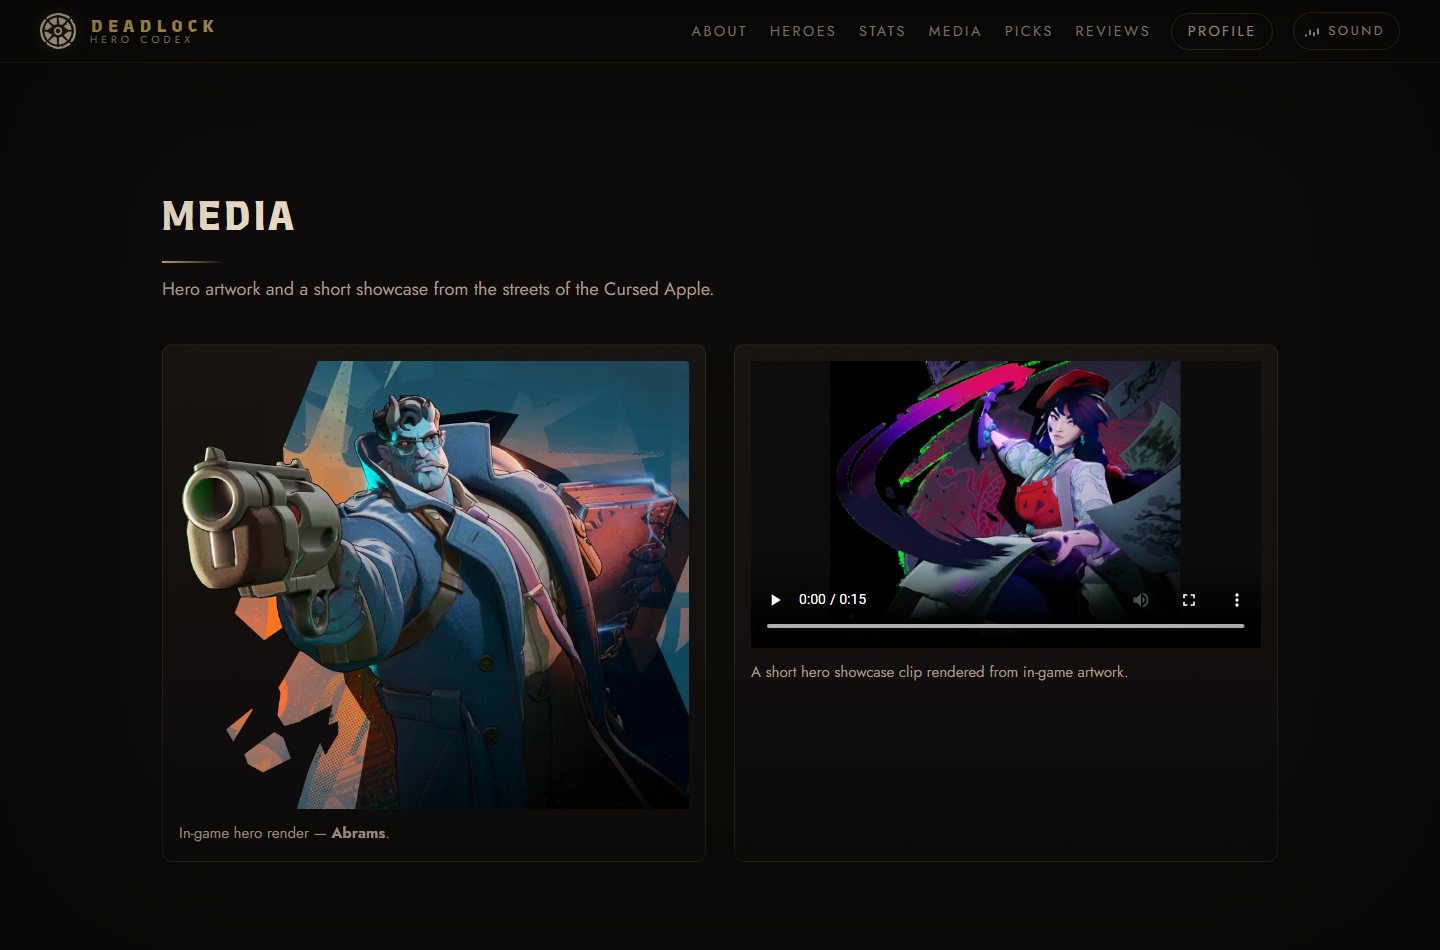 DEADLOCK
HERO CODEX
ABOUT HEROES STATS MEDIA PICKS REVIEWS PROFILE SOUND
MEDIA
Hero artwork and a short showcase from the streets of the Cursed Apple.
0:00 / 0:15
A short hero showcase clip rendered from in-game artwork.
In-game hero render — Abrams.